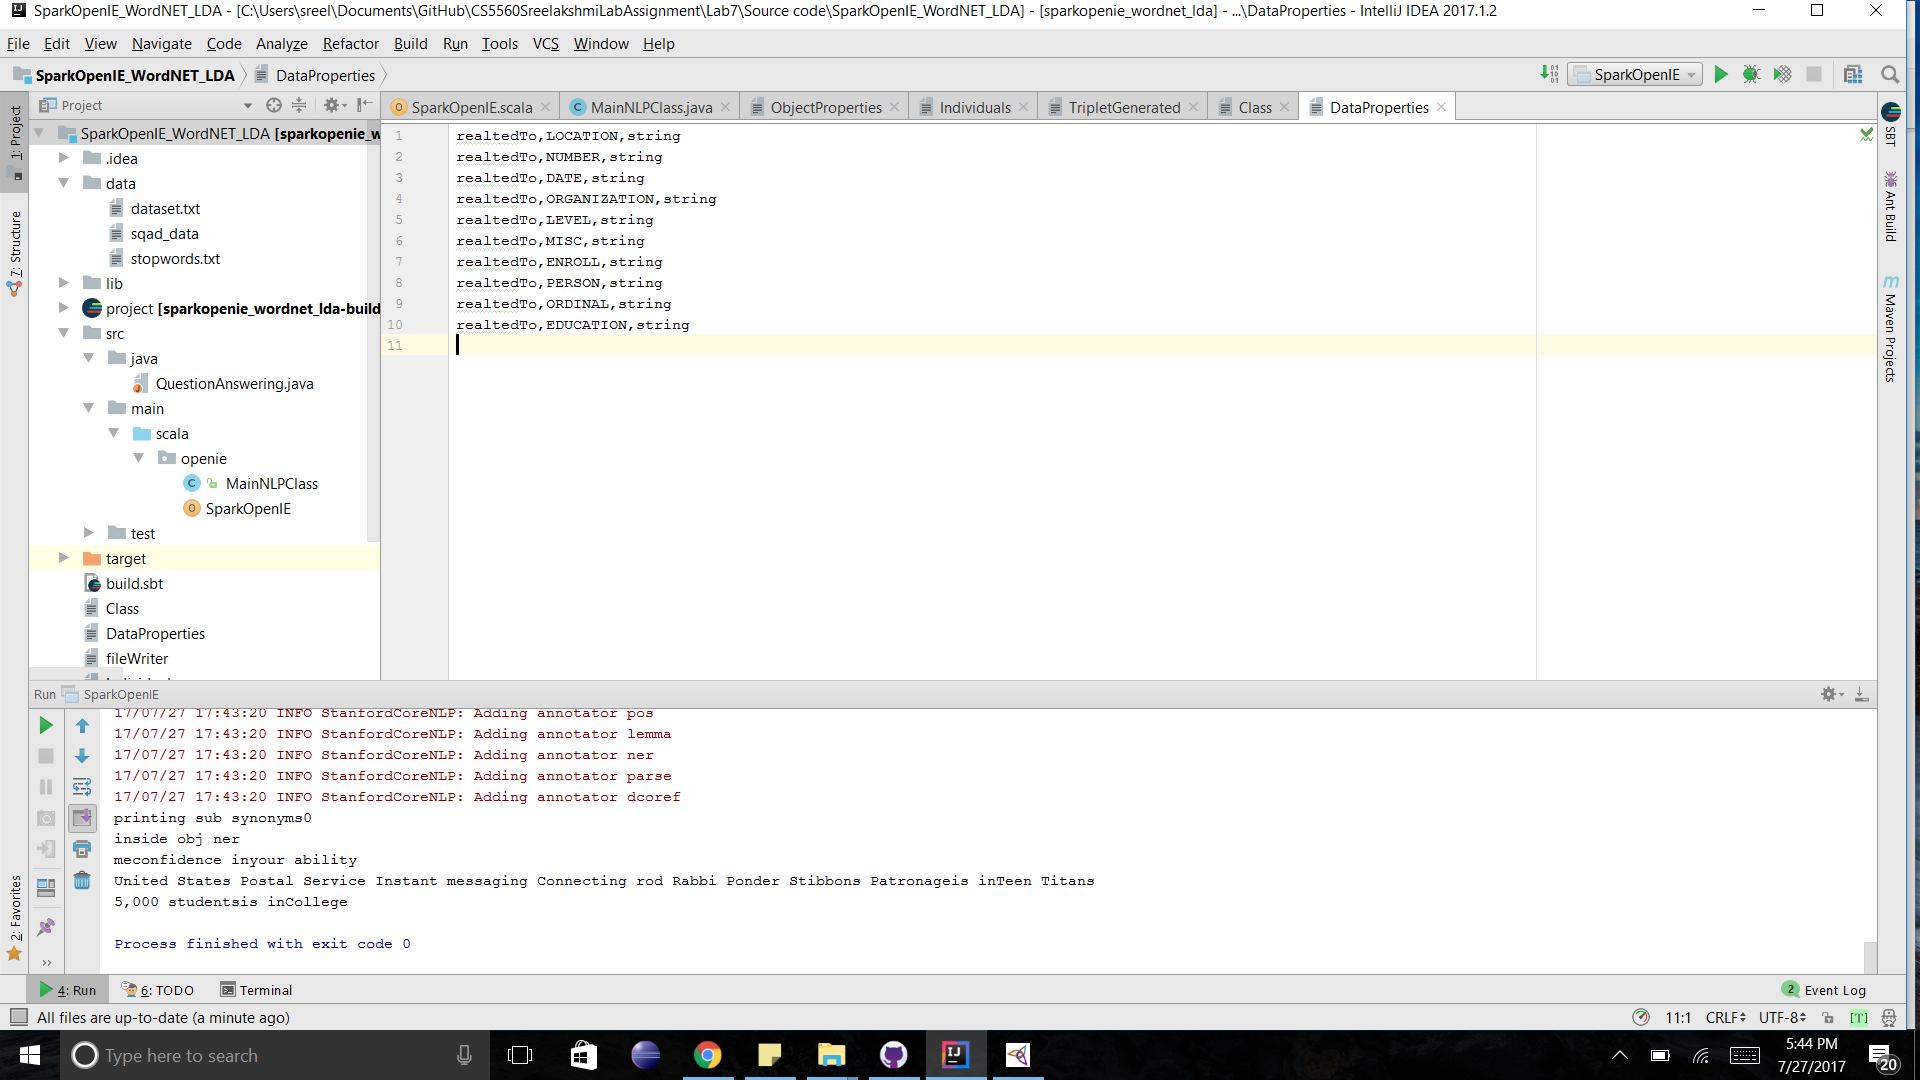 SparkOpenIE_WordNET_LDA - [C:\Users\sreel\Documents\GitHub\CS5560SreelakshmiLabAssignment\Lab7\Source code\SparkOpenIE_WordNET_LDA] - [sparkopenie_wordnet_lda] - ...\DataProperties - IntelliJ IDEA 2017.1.2
File Edit View Navigate Code Analyze Refactor Build Run Tools VCS Window Help
SparkOpenIE_WordNET_LDA DataProperties
SparkOpenIE
Project
SparkOpenIE.scala MainNLPClass.java ObjectProperties Individuals TripletGenerated Class DataProperties
1: Project
7: Structure
2: Favorites
SparkOpenIE_WordNET_LDA [sparkopenie_w
.idea
data
dataset.txt
sqad_data
stopwords.txt
lib
project [sparkopenie_wordnet_lda-build
src
java
QuestionAnswering.java
main
scala
openie
MainNLPClass
SparkOpenIE
test
target
build.sbt
Class
DataProperties
fileWriter
1 realtedTo,LOCATION,string
2 realtedTo,NUMBER,string
3 realtedTo,DATE,string
4 realtedTo,ORGANIZATION,string
5 realtedTo,LEVEL,string
6 realtedTo,MISC,string
7 realtedTo,ENROLL,string
8 realtedTo,PERSON,string
9 realtedTo,ORDINAL,string
10 realtedTo,EDUCATION,string
11
SBT
Ant Build
Maven Projects
Run SparkOpenIE
17/07/27 17:43:20 INFO StanfordCoreNLP: Adding annotator pos
17/07/27 17:43:20 INFO StanfordCoreNLP: Adding annotator lemma
17/07/27 17:43:20 INFO StanfordCoreNLP: Adding annotator ner
17/07/27 17:43:20 INFO StanfordCoreNLP: Adding annotator parse
17/07/27 17:43:20 INFO StanfordCoreNLP: Adding annotator dcoref
printing sub synonyms0
inside obj ner
meconfidence inyour ability
United States Postal Service Instant messaging Connecting rod Rabbi Ponder Stibbons Patronageis inTeen Titans
5,000 studentsis inCollege
Process finished with exit code 0
4: Run 6: TODO Terminal 2 Event Log
All files are up-to-date (a minute ago) 11:1 CRLF UTF-8 [T]
Type here to search
5:44 PM
7/27/2017
20